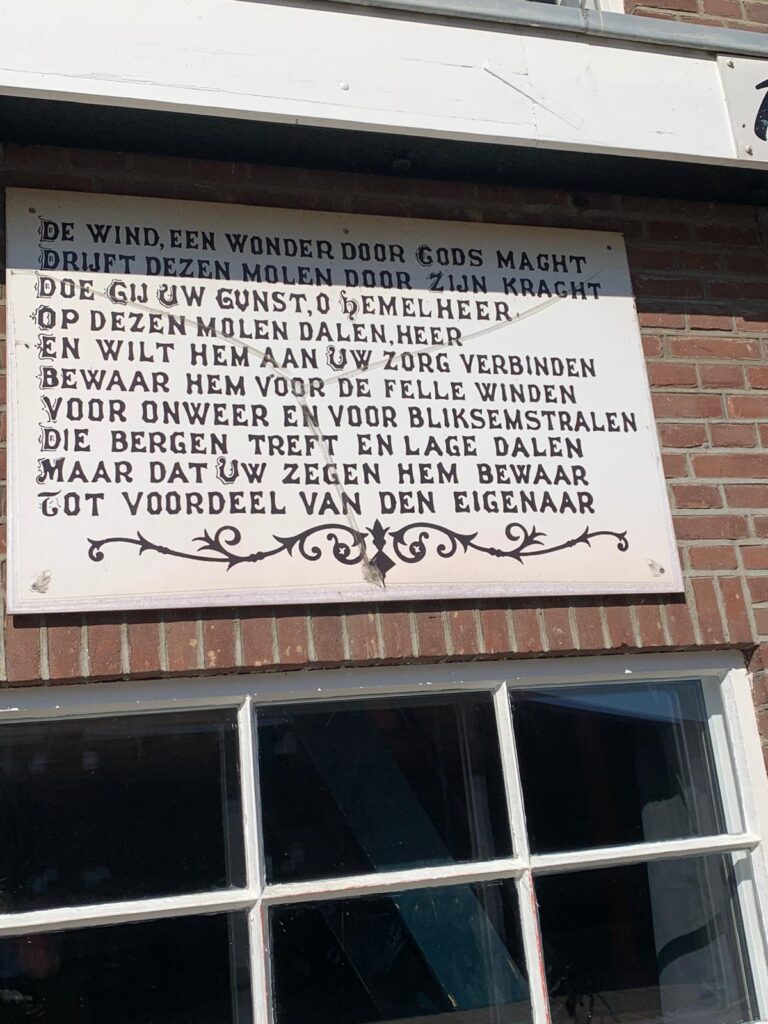 DE WIND, EEN WONDER DOOR GODS MACHT
DRIJFT DEZEN MOLEN DOOR ZIJN KRACHT
DOE GIJ UW GUNST, O HEMELHEER.
OP DEZEN MOLEN DALEN, HEER
EN WILT HEM AAN UW ZORG VERBINDEN
BEWAAR HEM VOOR DE FELLE WINDEN
VOOR ONWEER EN VOOR BLIKSEMSTRALEN
DIE BERGEN TREFT EN LAGE DALEN
MAAR DAT UW ZEGEN HEM BEWAAR
TOT VOORDEEL VAN DEN EIGENAAR